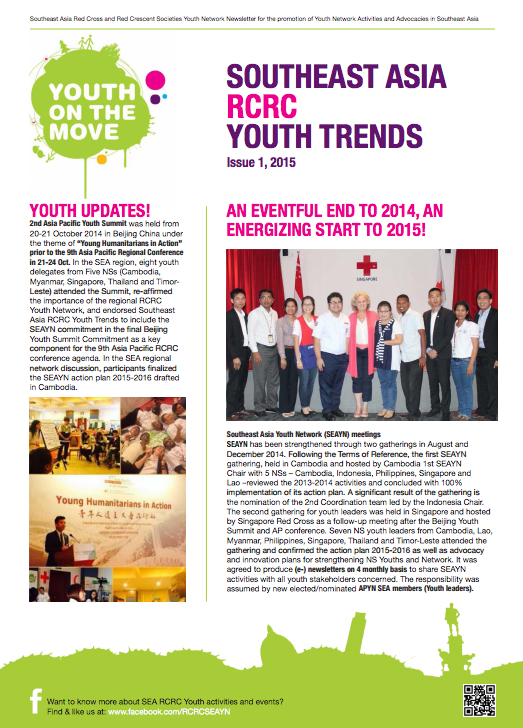 Southeast Asia Red Cross and Red Crescent Societies Youth Network Newsletter for the promotion of Youth Network Activities and Advocacies in Southeast Asia
YOUTH
ON THE
MOVE
SOUTHEAST ASIA
RCRC
YOUTH TRENDS
Issue 1, 2015
YOUTH UPDATES!
2nd Asia Pacific Youth Summit was held from
20-21 October 2014 in Beijing China under
the theme of "Young Humanitarians in Action"
prior to the 9th Asia Pacific Regional Conference
in 21-24 Oct. In the SEA region, eight youth
delegates from Five NSs (Cambodia,
Myanmar, Singapore, Thailand and Timor-
Leste) attended the Summit, re-affirmed
the importance of the regional RCRC
Youth Network, and endorsed Southeast
Asia RCRC Youth Trends to include the
SEAYN commitment in the final Beijing
Youth Summit Commitment as a key
component for the 9th Asia Pacific RCRC
conference agenda. In the SEA regional
network discussion, participants finalized
the SEAYN action plan 2015-2016 drafted
in Cambodia.
Young Humanitarians in Action
AN EVENTFUL END TO 2014, AN
ENERGIZING START TO 2015!
SINGAPORE
Southeast Asia Youth Network (SEAYN) meetings
SEAYN has been strengthened through two gatherings in August and
December 2014. Following the Terms of Reference, the first SEAYN
gathering, held in Cambodia and hosted by Cambodia 1st SEAYN
Chair with 5 NSs – Cambodia, Indonesia, Philippines, Singapore and
Lao –reviewed the 2013-2014 activities and concluded with 100%
implementation of its action plan. A significant result of the gathering is
the nomination of the 2nd Coordination team led by the Indonesia Chair.
The second gathering for youth leaders was held in Singapore and hosted
by Singapore Red Cross as a follow-up meeting after the Beijing Youth
Summit and AP conference. Seven NS youth leaders from Cambodia, Lao,
Myanmar, Philippines, Singapore, Thailand and Timor-Leste attended the
gathering and confirmed the action plan 2015-2016 as well as advocacy
and innovation plans for strengthening NS Youths and Network. It was
agreed to produce (e-) newsletters on 4 monthly basis to share SEAYN
activities with all youth stakeholders concerned. The responsibility was
assumed by new elected/nominated APYN SEA members (Youth leaders).
f
Want to know more about SEA RCRC Youth activities and events?
Find & like us at: www.facebook.com/RCRCSEAYN